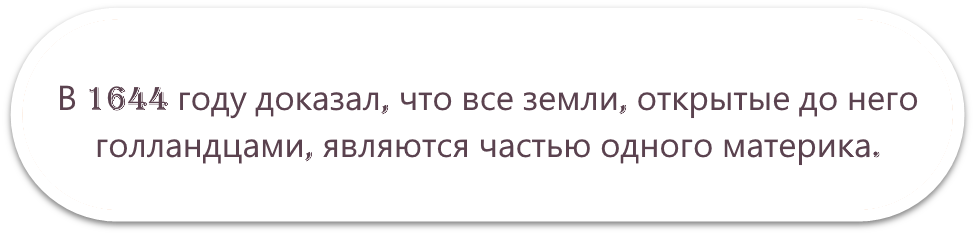 В 1644 году доказал, что все земли, открытые до него
голландцами, являются частью одного материка.